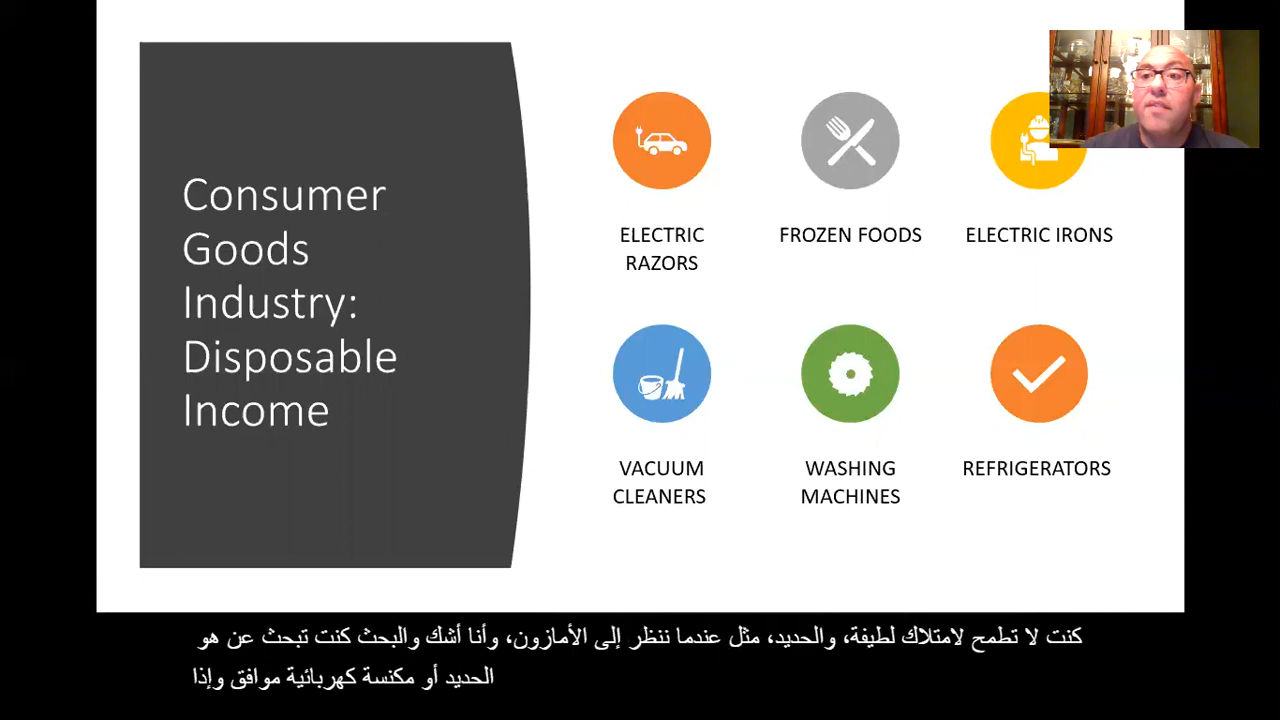 Consumer
Goods
Industry:
Disposable
Income
ELECTRIC
RAZORS
FROZEN FOODS
ELECTRIC IRONS
VACUUM
CLEANERS
WASHING
MACHINES
REFRIGERATORS
كنت لا تطمح لامتلاك لطيفة، والحديد، مثل عندما ننظر إلى الأمازون، وأنا أشك والبحث كنت تبحث عن هو
الحديد أو مكنسة كهربائية موافق وإذا